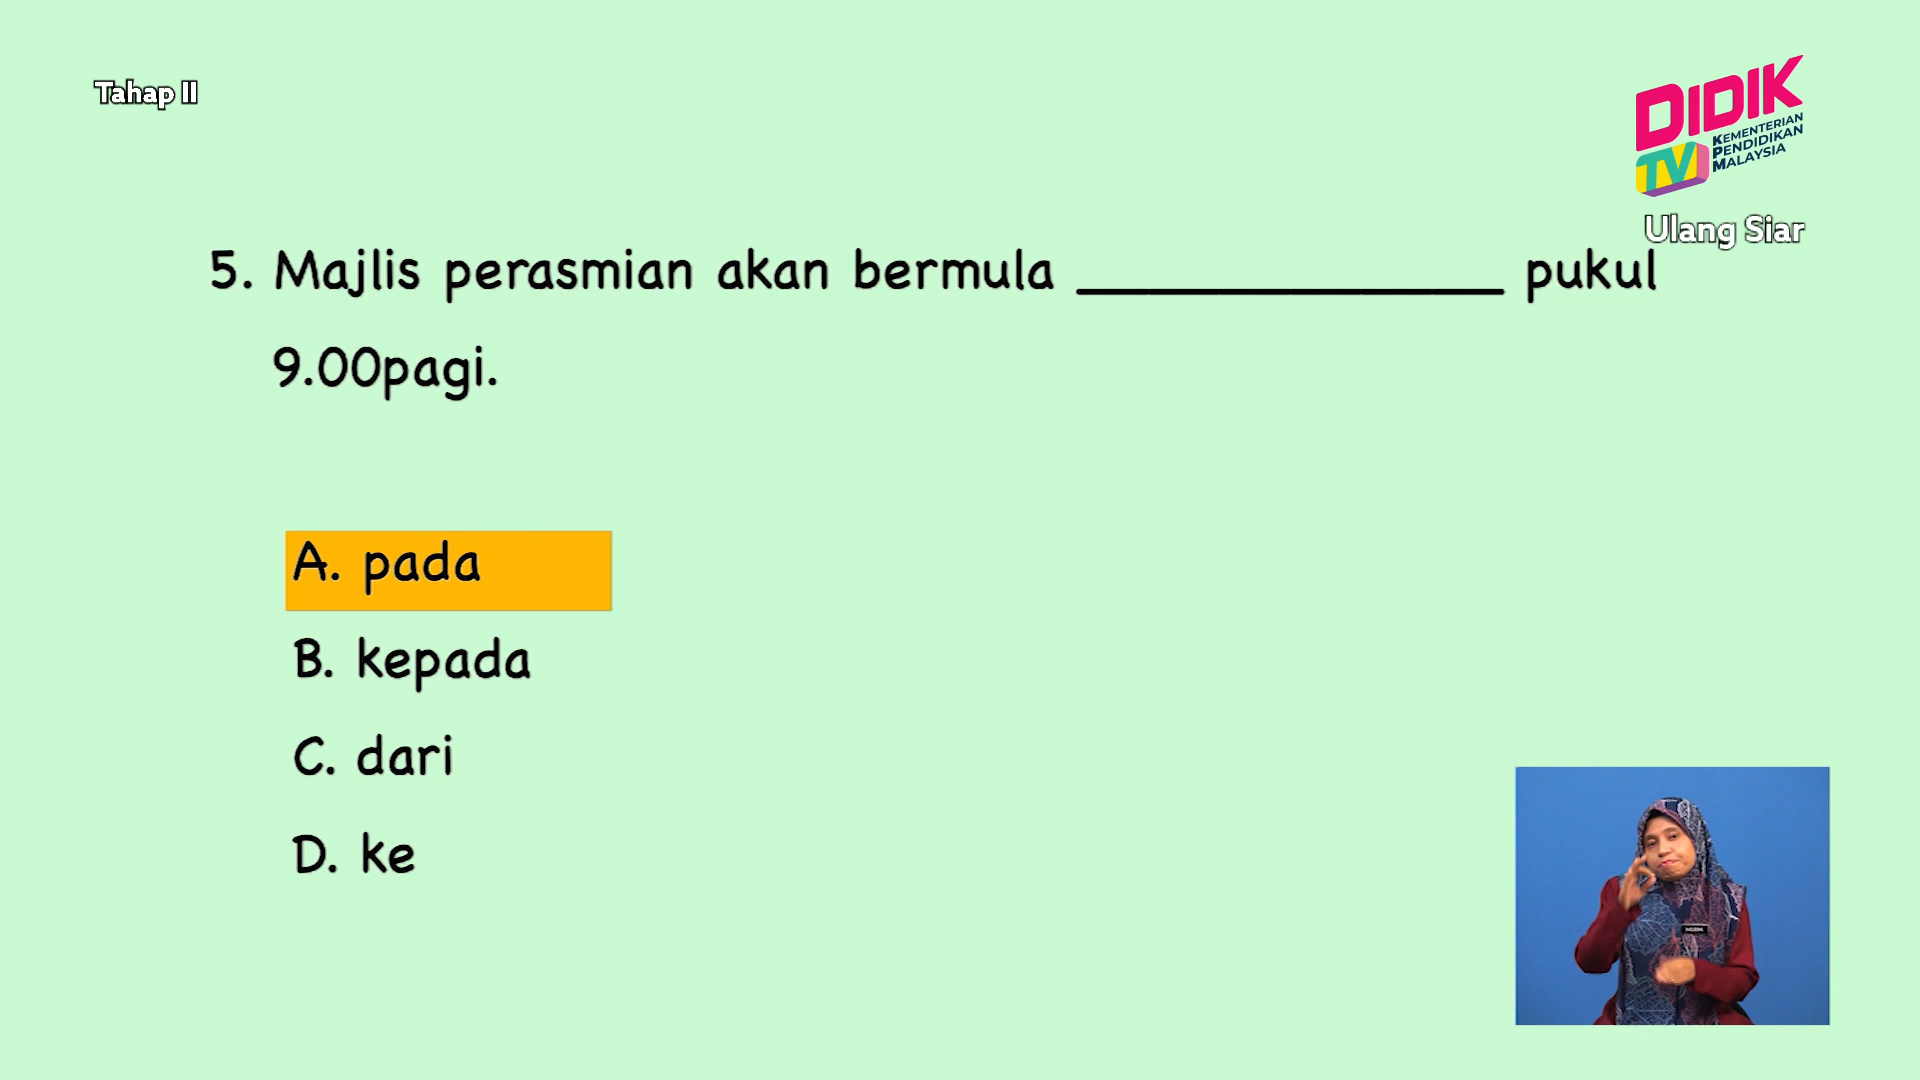 Tahap II
DIDIK
TV
KEMENTERIAN
PENDIDIKAN
MALAYSIA
Ulang Siar
5. Majlis perasmian akan bermula ______________ pukul
9.00pagi.
A. pada
B. kepada
C. dari
D. ke